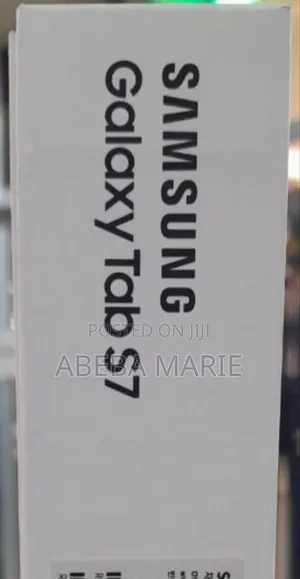 SAMSUNG
Galaxy Tab S7
POSTED ON JIJI
ABEBA MARIE